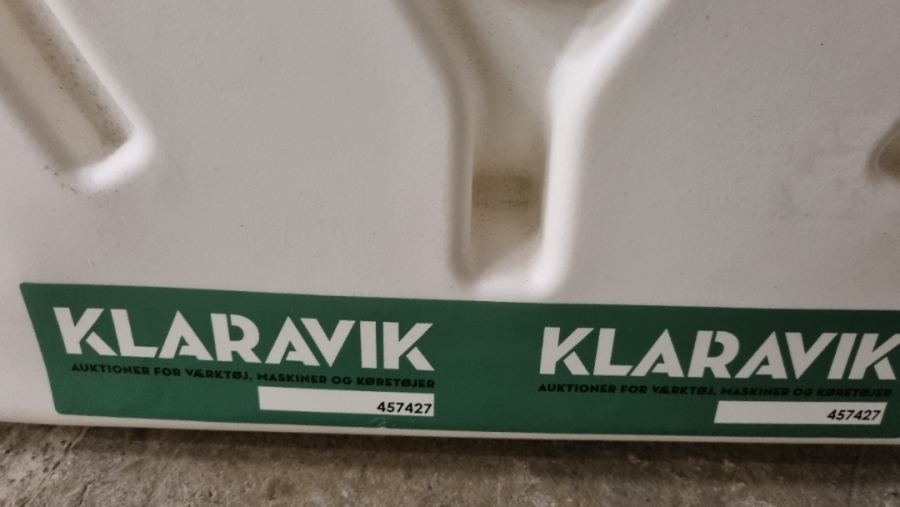 KLARAVIK
AUKTIONER FOR VÆRKTØJ, MASKINER OG KØRETØJER
457427
KLARAVIK
AUKTIONER FOR VÆRKTØJ, MASKINER OG KØRETØJER
457427